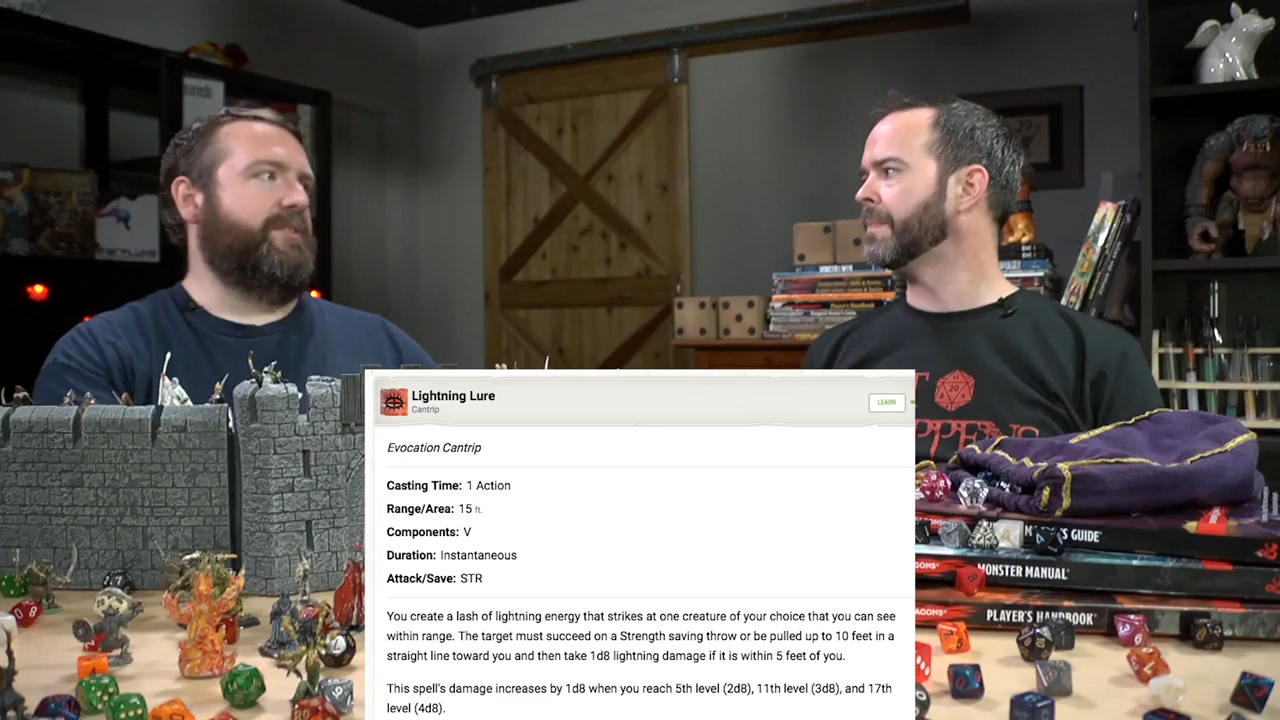 Lightning Lure
Cantrip
LEARN
Evocation Cantrip
Casting Time: 1 Action
Range/Area: 15 ft.
Components: V
Duration: Instantaneous
Attack/Save: STR
You create a lash of lightning energy that strikes at one creature of your choice that you can see
within range. The target must succeed on a Strength saving throw or be pulled up to 10 feet in a
straight line toward you and then take 1d8 lightning damage if it is within 5 feet of you.
This spell's damage increases by 1d8 when you reach 5th level (2d8), 11th level (3d8), and 17th
level (4d8).
20
GUIDE
MONSTER MANUAL
PLAYER'S HANDBOOK